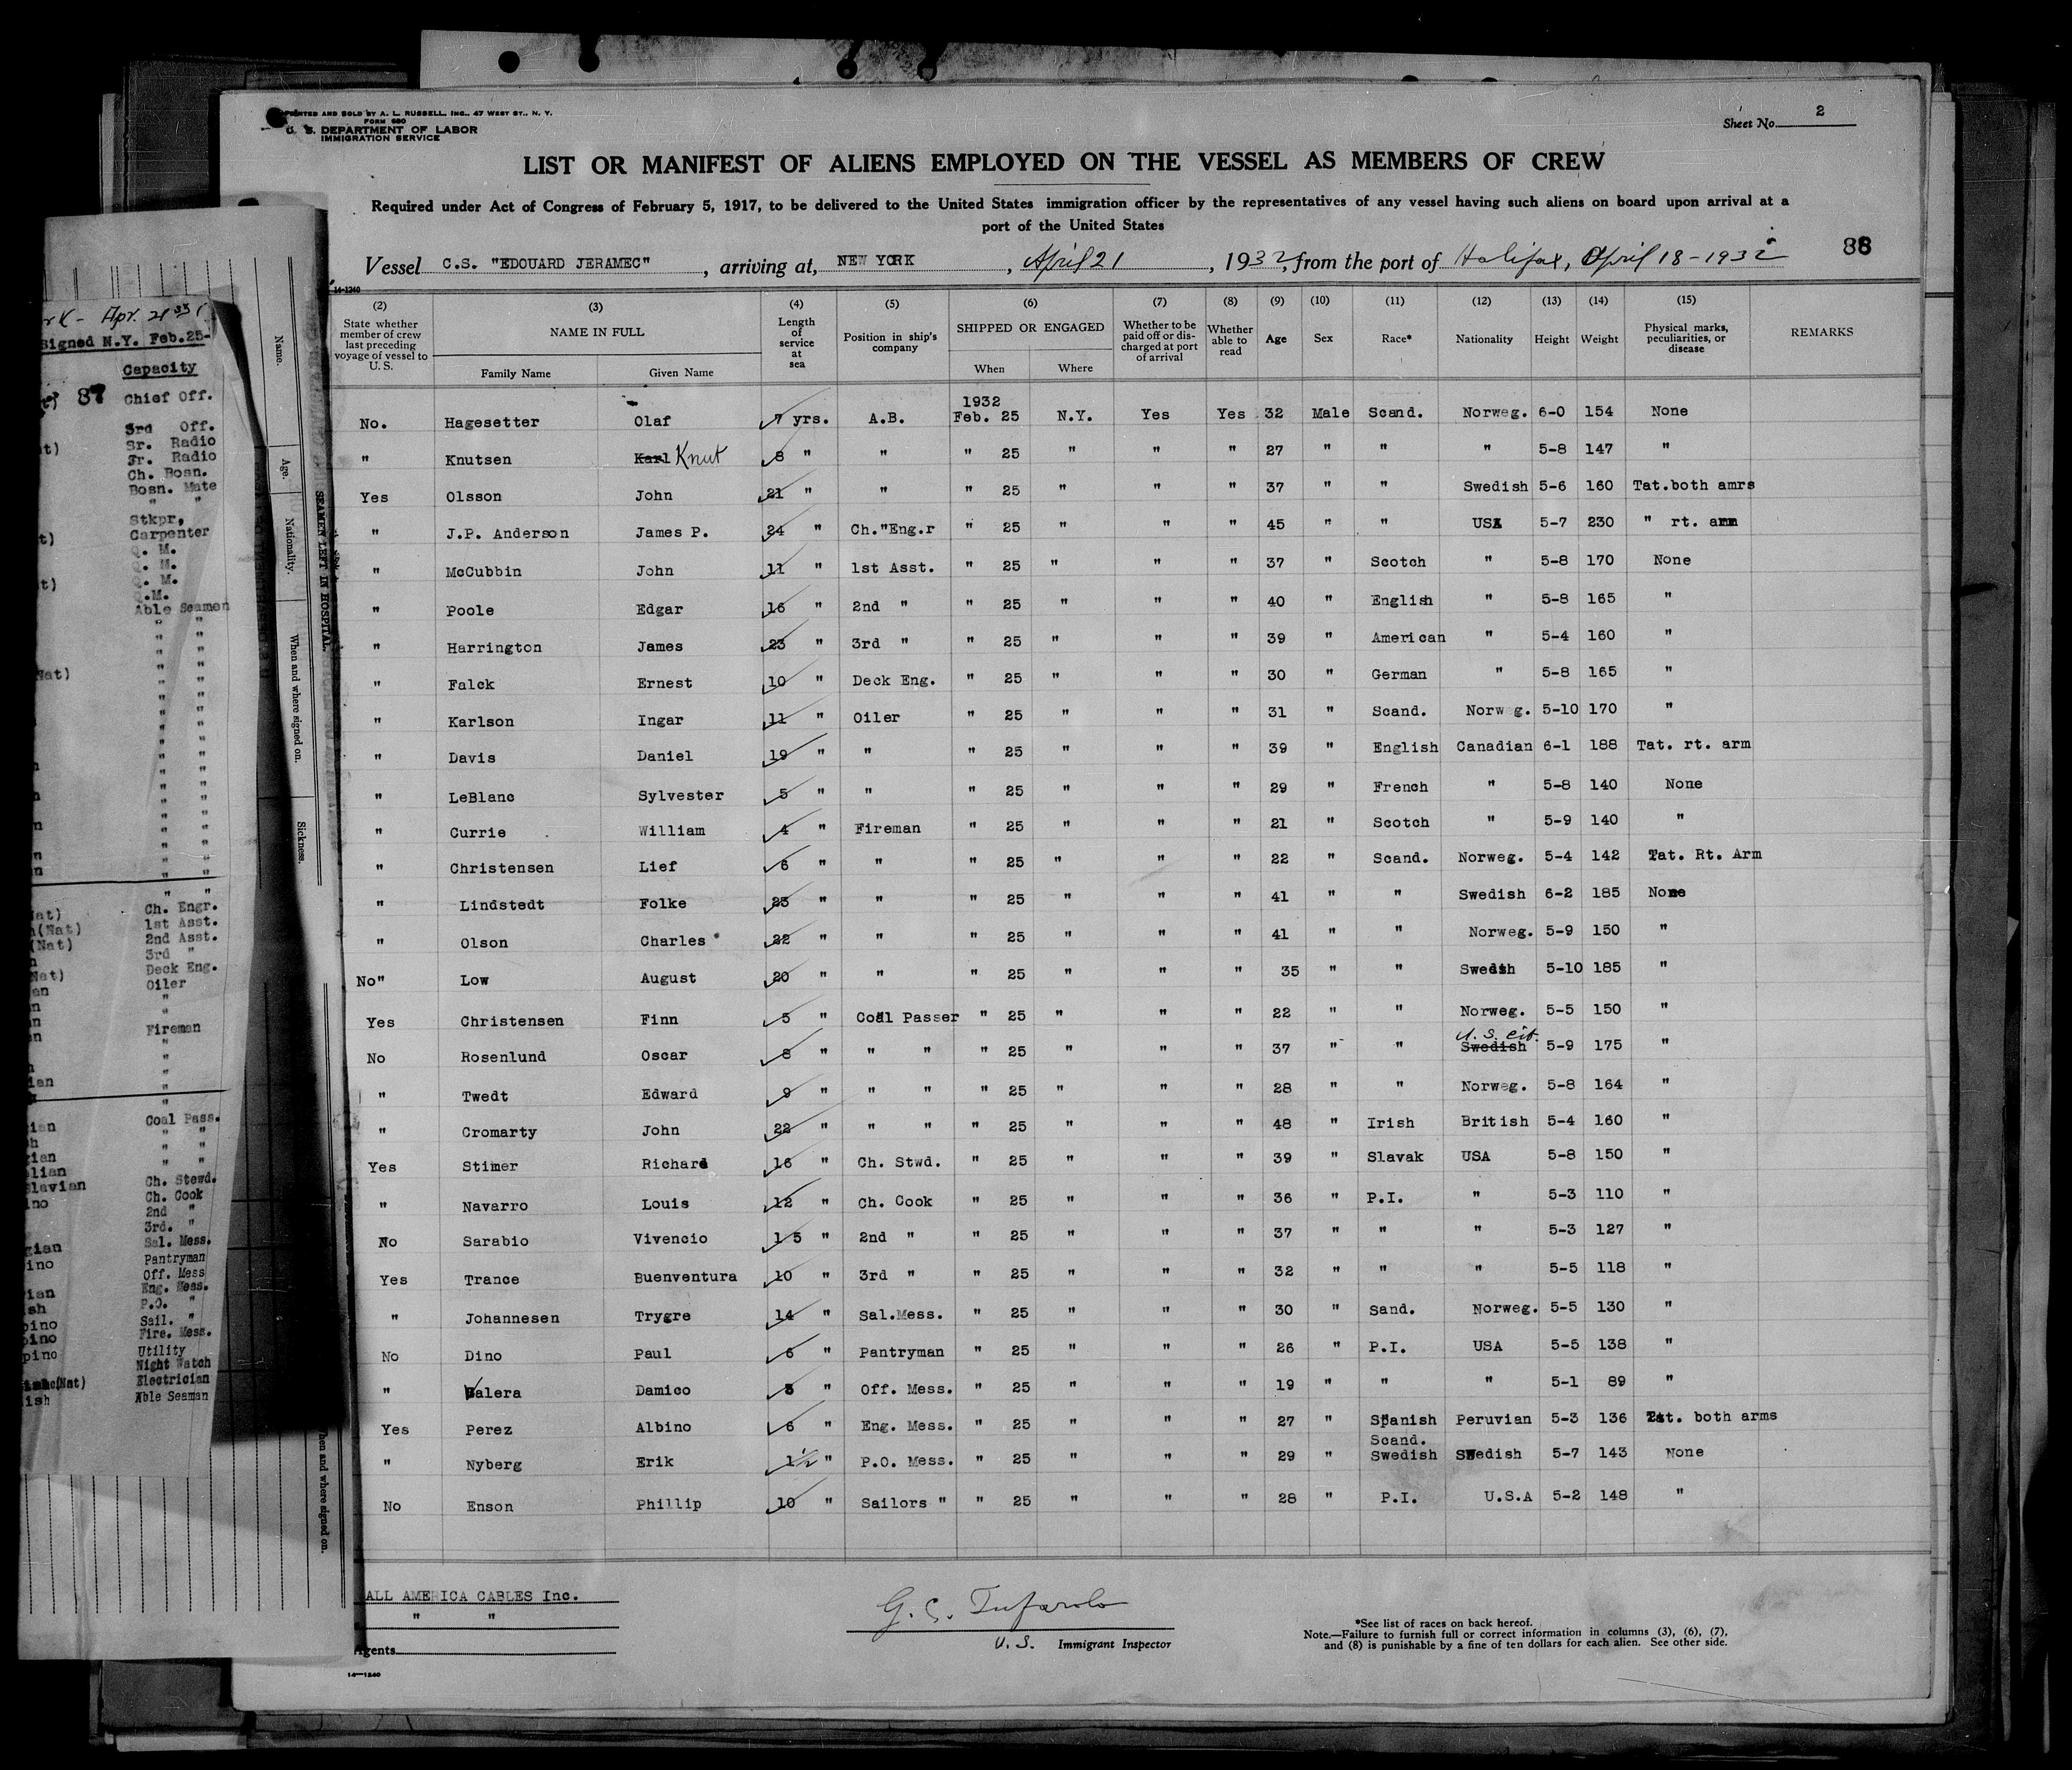 PRINTED AND SOLD BY A. L. RUSSELL, INC., 47 WEST ST., N. Y.
FORM 680
U. S. DEPARTMENT OF LABOR
IMMIGRATION SERVICE
Sheet No. 2
LIST OR MANIFEST OF ALIENS EMPLOYED ON THE VESSEL AS MEMBERS OF CREW
Required under Act of Congress of February 5, 1917, to be delivered to the United States immigration officer by the representatives of any vessel having such aliens on board upon arrival at a
port of the United States
88
Vessel C.S. "EDOUARD JERAMEC", arriving at, NEW YORK, April 21, 1932, from the port of Halifax, April 18-1932
14-1240
(2) State whether member of crew last preceding voyage of vessel to U. S.
(3) NAME IN FULL Family Name Given Name
(4) Length of service at sea
(5) Position in ship's company
(6) SHIPPED OR ENGAGED When Where
(7) Whether to be paid off or discharged at port of arrival
(8) Whether able to read
(9) Age
(10) Sex
(11) Race*
(12) Nationality
(13) Height
(14) Weight
(15) Physical marks, peculiarities, or disease
REMARKS
1932
No. Hagesetter Olaf 7 yrs. A.B. Feb. 25 N.Y. Yes Yes 32 Male Scand. Norweg. 6-0 154 None
" Knutsen Karl Knut 8 " " " 25 " " " 27 " " " 5-8 147 "
Yes Olsson John 21 " " " 25 " " " 37 " " Swedish 5-6 160 Tat.both amrs
" J.P. Anderson James P. 24 " Ch."Eng.r " 25 " " " 45 " " USA 5-7 230 " rt. arm
" McCubbin John 11 " 1st Asst. " 25 " " " 37 " Scotch " 5-8 170 None
" Poole Edgar 16 " 2nd " " 25 " " " 40 " English " 5-8 165 "
" Harrington James 23 " 3rd " " 25 " " " 39 " American " 5-4 160 "
" Falck Ernest 10 " Deck Eng. " 25 " " " 30 " German " 5-8 165 "
" Karlson Ingar 11 " Oiler " 25 " " " 31 " Scand. Norweg. 5-10 170 "
" Davis Daniel 19 " " " 25 " " " 39 " English Canadian 6-1 188 Tat. rt. arm
" LeBlanc Sylvester 5 " " " 25 " " " 29 " French " 5-8 140 None
" Currie William 4 " Fireman " 25 " " " 21 " Scotch " 5-9 140 "
" Christensen Lief 6 " " " 25 " " " 22 " Scand. Norweg. 5-4 142 Tat. Rt. Arm
" Lindstedt Folke 23 " " " 25 " " " 41 " " Swedish 6-2 185 None
" Olson Charles 22 " " " 25 " " " 41 " " Norweg. 5-9 150 "
No" Low August 20 " " " 25 " " " 35 " " Swedish 5-10 185 "
Yes Christensen Finn 5 " Coal Passer " 25 " " " 22 " " Norweg. 5-5 150 "
No Rosenlund Oscar 8 " " " " 25 " " " 37 " " Swedish U.S. cit. 5-9 175 "
" Twedt Edward 9 " " " " 25 " " " 28 " " Norweg. 5-8 164 "
" Cromarty John 22 " " " " 25 " " " 48 " Irish British 5-4 160 "
Yes Stimer Richard 16 " Ch. Stwd. " 25 " " " 39 " Slavak USA 5-8 150 "
" Navarro Louis 12 " Ch. Cook " 25 " " " 36 " P.I. " 5-3 110 "
No Sarabio Vivencio 15 " 2nd " " 25 " " " 37 " " " 5-3 127 "
Yes Trance Buenventura 10 " 3rd " " 25 " " " 32 " " " 5-5 118 "
" Johannesen Trygre 14 " Sal.Mess. " 25 " " " 30 " Sand. Norweg. 5-5 130 "
No Dino Paul 6 " Pantryman " 25 " " " 26 " P.I. USA 5-5 138 "
" Valera Damico 3 " Off. Mess. " 25 " " " 19 " " " 5-1 89 "
Yes Perez Albino 6 " Eng. Mess. " 25 " " " 27 " Spanish Peruvian 5-3 136 Tat. both arms
" Nyberg Erik 1½ " P.O. Mess. " 25 " " " 29 " Scand. Swedish Swedish 5-7 143 None
No Enson Phillip 10 " Sailors " " 25 " " " 28 " P.I. U.S.A 5-2 148 "
ALL AMERICA CABLES Inc.
" "
Agents
14-1240
G. C. Tufarolo
U. S. Immigrant Inspector
*See list of races on back hereof.
Note.—Failure to furnish full or correct information in columns (3), (6), (7),
and (8) is punishable by a fine of ten dollars for each alien. See other side.
Apr. 21
Signed N.Y. Feb.25-
Capacity
87 Chief Off.
3rd Off.
Sr. Radio
Jr. Radio
Ch. Bosn.
Bosn. Mate
" "
Stkpr,
Carpenter
Q. M.
Q. M.
Q. M.
Q.M.
Able Seamen
Ch. Engr.
1st Asst.
2nd Asst.
3rd "
Deck Eng.
Oiler
"
Fireman
"
Coal Pass.
" "
" "
Ch. Stewd.
Ch. Cook
2nd "
3rd. "
Sal. Mess.
Pantryman
Off. Mess
Eng. Mess.
P.O. "
Sail. "
Fire. Mess.
Utility
Night Watch
Electrician
Able Seaman
Name.
Age.
Nationality.
When and where signed on.
Sickness.
SEAMEN LEFT IN HOSPITAL.